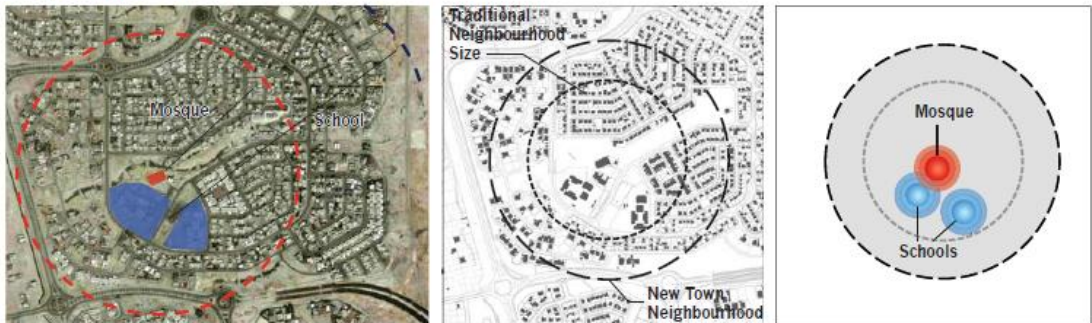 Mosque
School
Traditional
Neighbourhood
Size
New Town
Neighbourhood
Mosque
Schools